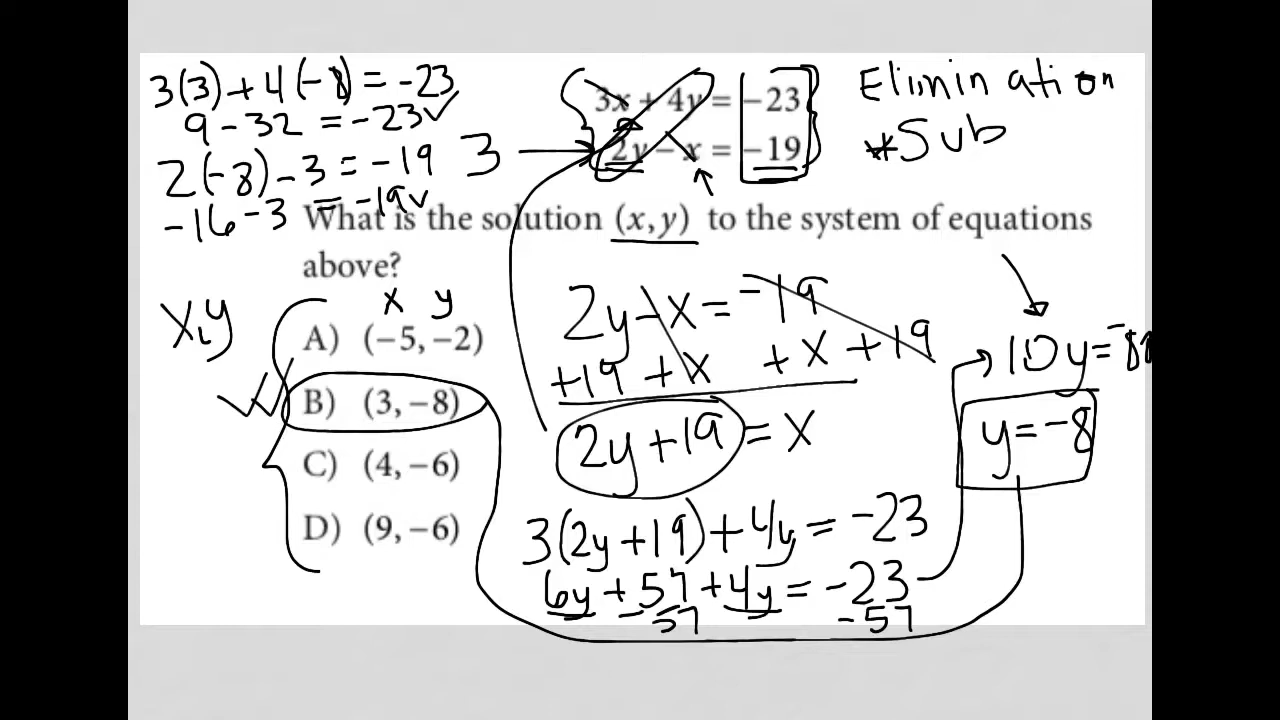 3(3)+4(-8) = -23
9-32 = -23✓
2(-8)-3 = -19
-16-3 = -19✓
3
3x + 4y = -23
2y - x = -19
Elimination
*Sub
What is the solution (x, y) to the system of equations
above?
x,y
x y
A) (-5, -2)
B) (3, -8)
C) (4, -6)
D) (9, -6)
2y-x = -19
+19 +x +x +19
2y+19 = x
3(2y+19)+4y = -23
6y+57+4y = -23
-57 -57
10y=-80
y=-8